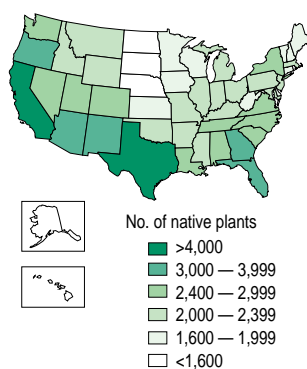 No. of native plants
>4,000
3,000 — 3,999
2,400 — 2,999
2,000 — 2,399
1,600 — 1,999
<1,600